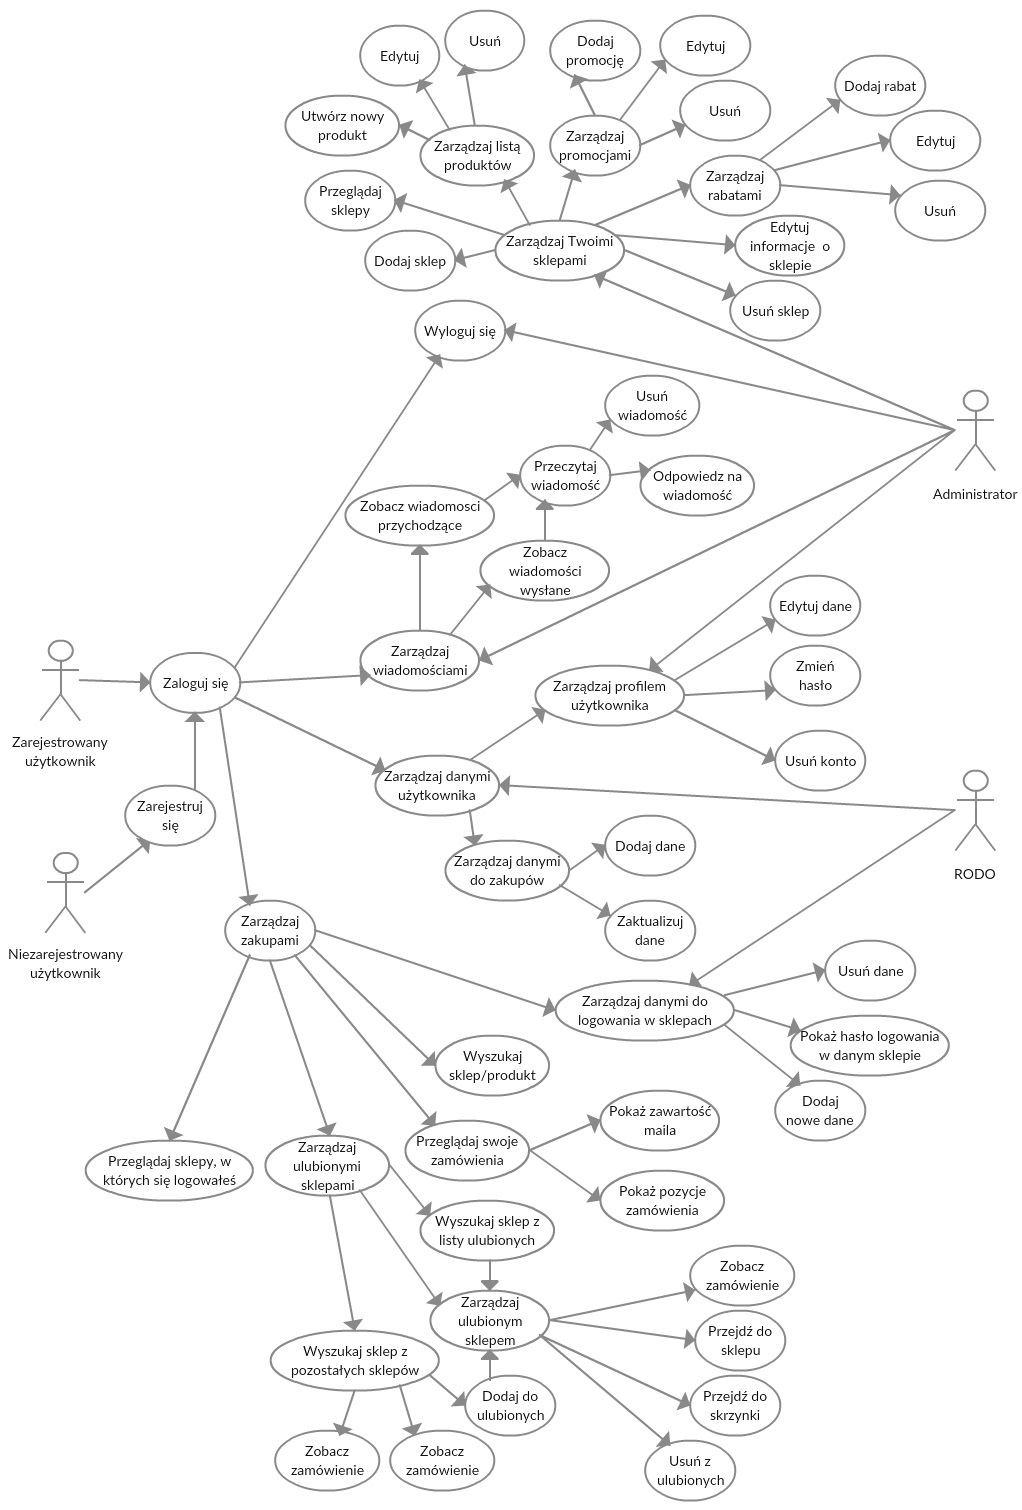 Edytuj
Usuń
Dodaj
promocję
Edytuj
Dodaj rabat
Utwórz nowy
produkt
Zarządzaj listą
produktów
Zarządzaj
promocjami
Usuń
Edytuj
Przeglądaj
sklepy
Zarządzaj
rabatami
Usuń
Dodaj sklep
Zarządzaj Twoimi
sklepami
Edytuj
informacje o
sklepie
Usuń sklep
Wyloguj się
Usuń
wiadomość
Administrator
Przeczytaj
wiadomość
Odpowiedz na
wiadomość
Zobacz wiadomosci
przychodzące
Zobacz
wiadomości
wysłane
Edytuj dane
Zarządzaj
wiadomościami
Zmień
hasło
Zaloguj się
Zarządzaj profilem
użytkownika
Zarejestrowany
użytkownik
Usuń konto
Zarządzaj danymi
użytkownika
Zarejestruj
się
Dodaj dane
RODO
Zarządzaj danymi
do zakupów
Zaktualizuj
dane
Zarządzaj
zakupami
Niezarejestrowany
użytkownik
Usuń dane
Zarządzaj danymi do
logowania w sklepach
Pokaż hasło logowania
w danym sklepie
Wyszukaj
sklep/produkt
Dodaj
nowe dane
Pokaż zawartość
maila
Przeglądaj swoje
zamówienia
Przeglądaj sklepy, w
których się logowałeś
Zarządzaj
ulubionymi
sklepami
Pokaż pozycje
zamówienia
Wyszukaj sklep z
listy ulubionych
Zobacz
zamówienie
Zarządzaj
ulubionym
sklepem
Przejdź do
sklepu
Wyszukaj sklep z
pozostałych sklepów
Dodaj do
ulubionych
Przejdź do
skrzynki
Zobacz
zamówienie
Zobacz
zamówienie
Usuń z
ulubionych